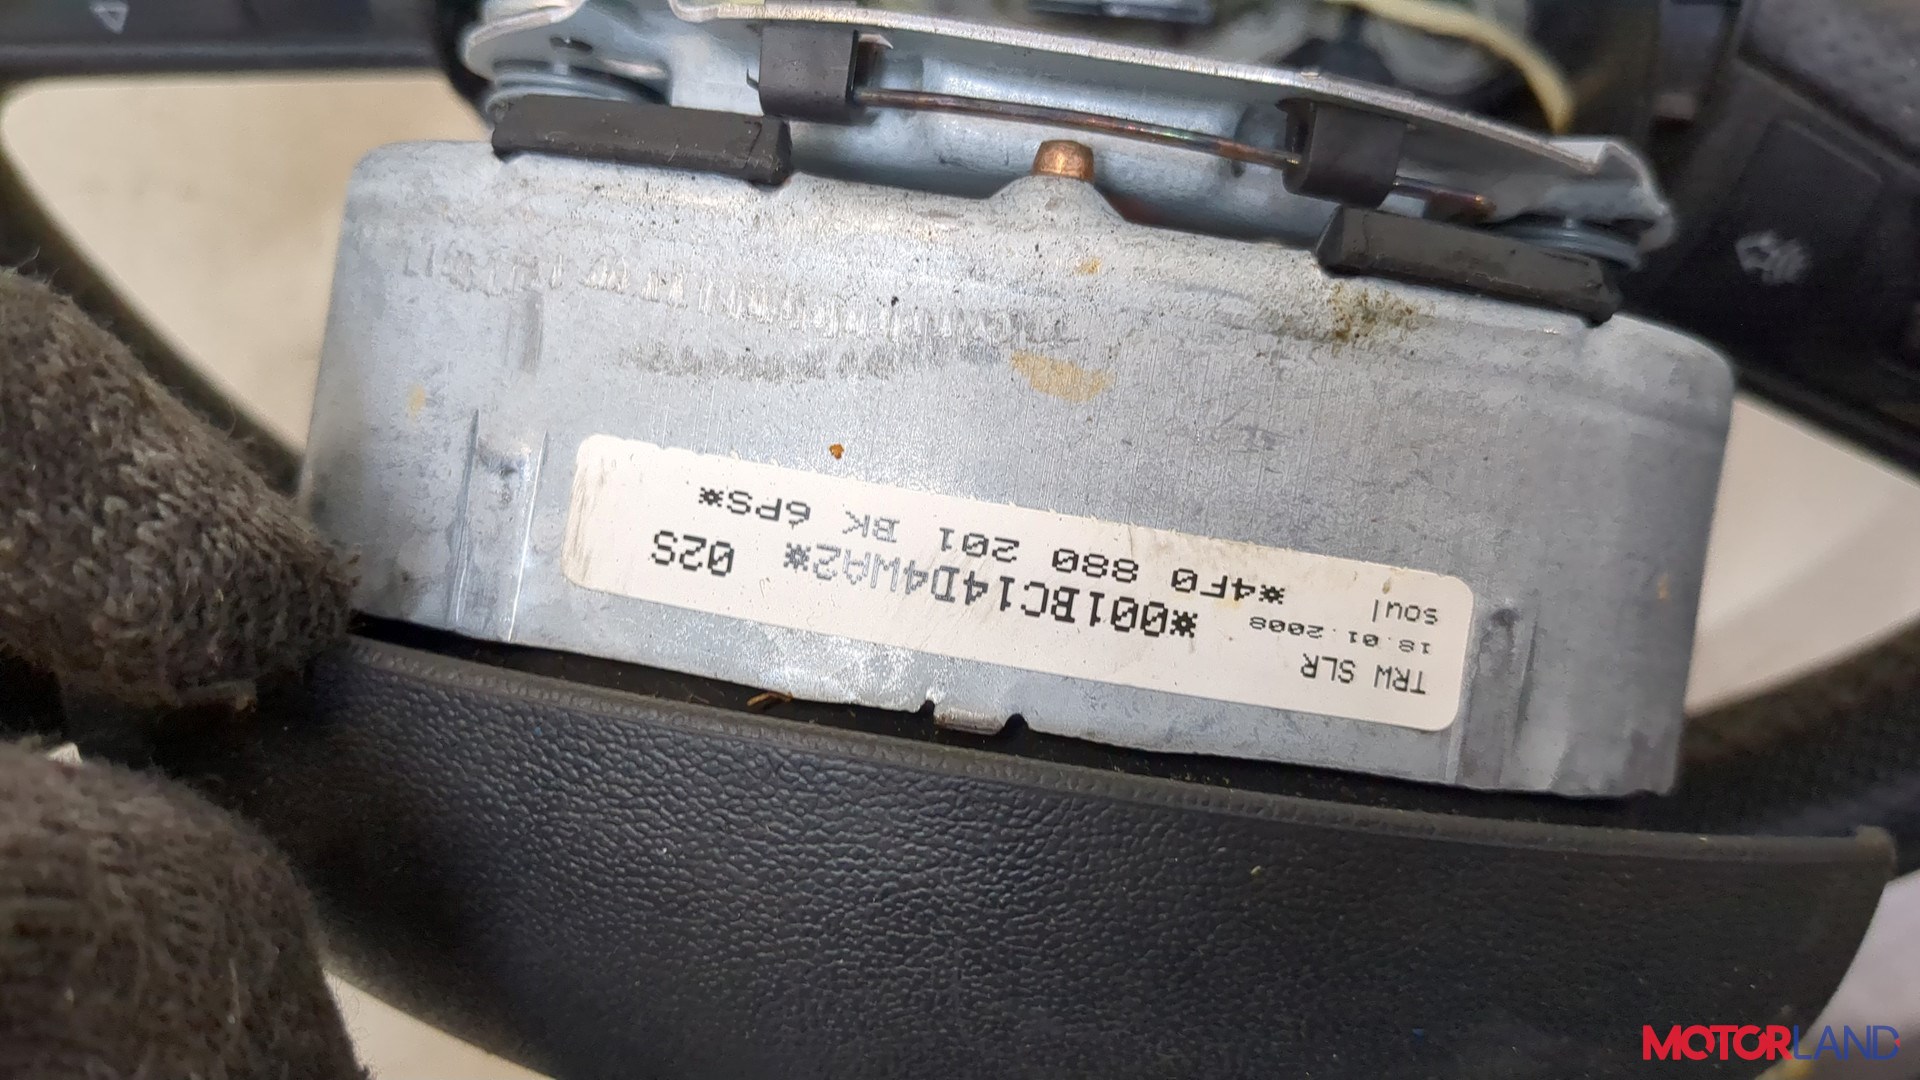 TRW SLR
18.01.2008
soul
*001BC14D4WA2* 02S
*4F0 880 201 BK 6PS*
MOTORLAND